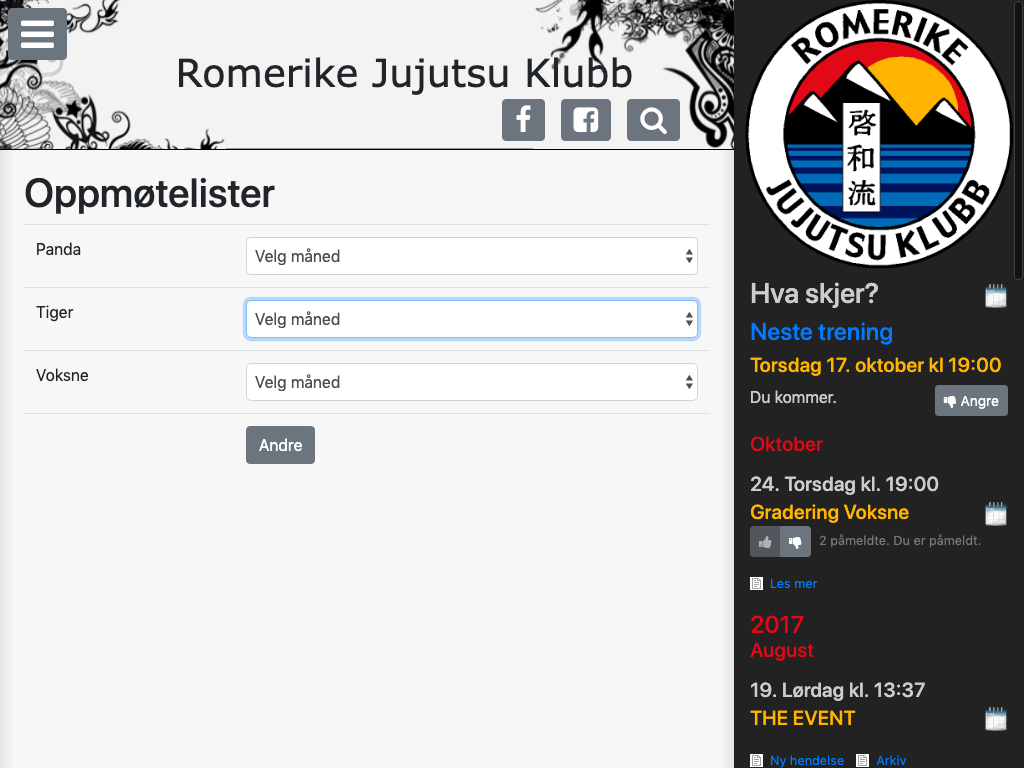 Romerike Jujutsu Klubb
Oppmøtelister
Panda
Velg måned
Tiger
Velg måned
Voksne
Velg måned
Andre
ROMERIKE
啓
和
流
JUJUTSU KLUBB
Hva skjer?
Neste trening
Torsdag 17. oktober kl 19:00
Du kommer.
Angre
Oktober
24. Torsdag kl. 19:00
Gradering Voksne
2 påmeldte. Du er påmeldt.
Les mer
2017
August
19. Lørdag kl. 13:37
THE EVENT
Ny hendelse Arkiv